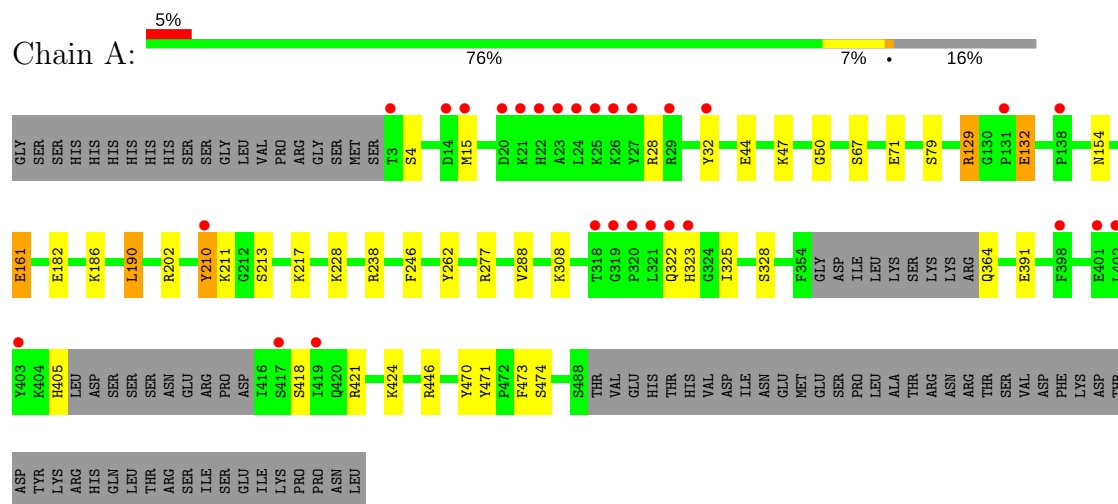 5%
Chain A:
76% 7% • 16%
GLY SER SER HIS HIS HIS HIS HIS HIS SER SER GLY LEU VAL PRO ARG GLY SER MET SER T3 S4 D14 M15 D20 K21 H22 A23 L24 K25 K26 Y27 R28 R29 Y32 E44 K47 G50 S67 E71 S79 R129 G130 P131 E132 P138 N154
E161 E182 K186 L190 R202 Y210 K211 G212 S213 K217 K228 R238 F246 Y262 R277 V288 K308 T318 G319 P320 L321 Q322 H323 G324 I325 S328 F354 GLY ASP ILE LEU LYS SER LYS LYS ARG Q364 E391 F398 E401 L402
Y403 K404 H405 LEU ASP SER SER SER ASN GLU ARG PRO ASP I416 S417 S418 I419 Q420 R421 K424 R446 Y470 Y471 P472 F473 S474 S488 THR VAL GLU HIS THR HIS VAL ASP ILE ASN GLU MET GLU SER PRO LEU ALA THR ARG ASN ARG THR SER VAL ASP PHE LYS ASP THR
ASP TYR LYS ARG HIS GLN LEU THR ARG SER ILE SER GLU ILE LYS PRO PRO ASN LEU